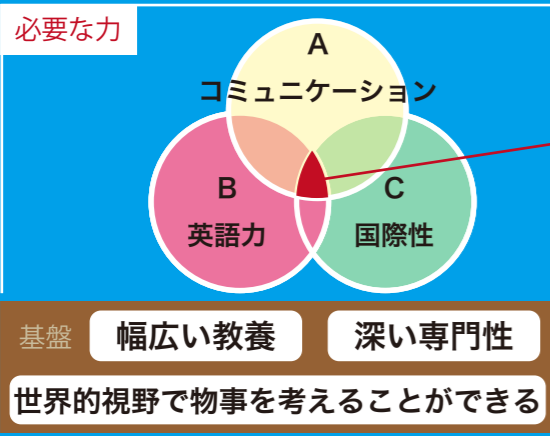 必要な力
A
コミュニケーション
B
英語力
C
国際性
基盤
幅広い教養
深い専門性
世界的視野で物事を考えることができる